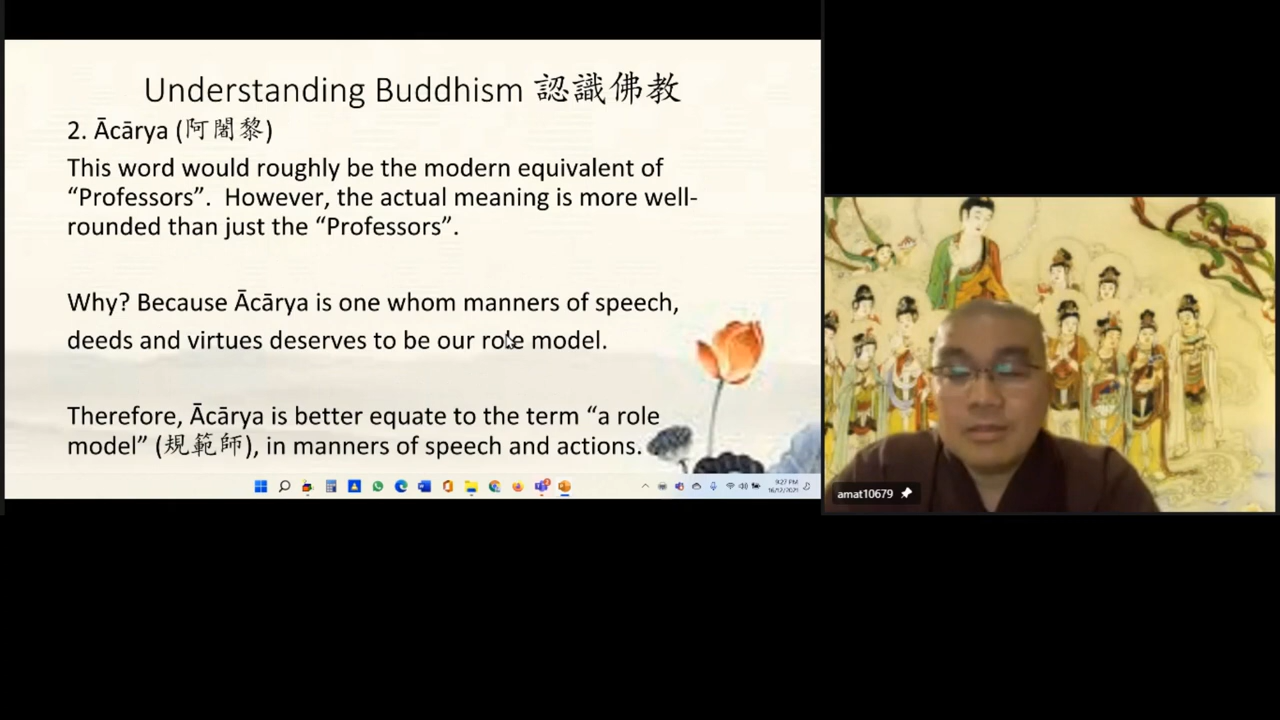 Understanding Buddhism 認識佛教
2. Ācārya (阿闍黎)
This word would roughly be the modern equivalent of
“Professors”.  However, the actual meaning is more well-
rounded than just the “Professors”.
Why? Because Ācārya is one whom manners of speech,
deeds and virtues deserves to be our role model.
Therefore, Ācārya is better equate to the term “a role
model” (規範師), in manners of speech and actions.
9:27 PM
amat10679